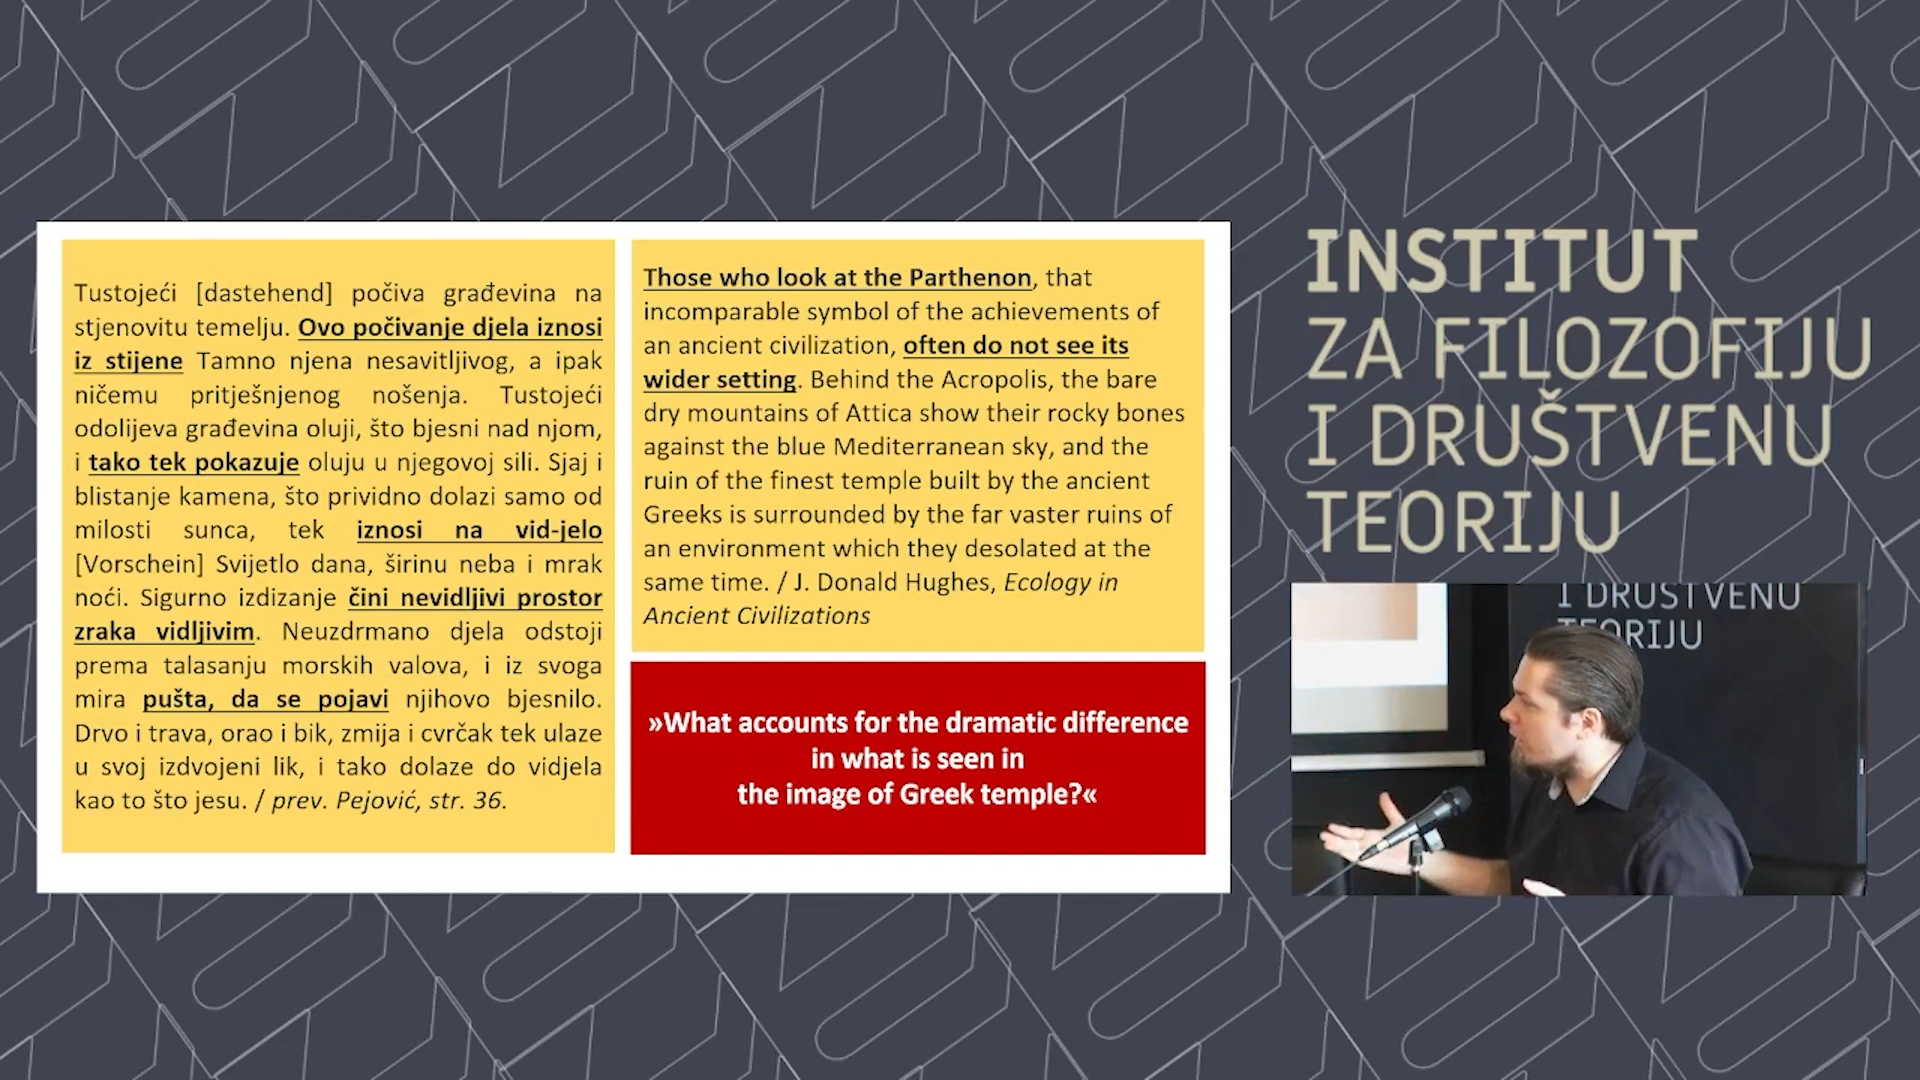 Tustojeći [dastehend] počiva građevina na
stjenovitu temelju. Ovo počivanje djela iznosi
iz stijene Tamno njena nesavitljivog, a ipak
ničemu pritješnjenog nošenja. Tustojeći
odolijeva građevina oluji, što bjesni nad njom,
i tako tek pokazuje oluju u njegovoj sili. Sjaj i
blistanje kamena, što prividno dolazi samo od
milosti sunca, tek iznosi na vid-jelo
[Vorschein] Svijetlo dana, širinu neba i mrak
noći. Sigurno izdizanje čini nevidljivi prostor
zraka vidljivim. Neuzdrmano djela odstoji
prema talasanju morskih valova, i iz svoga
mira pušta, da se pojavi njihovo bjesnilo.
Drvo i trava, orao i bik, zmija i cvrčak tek ulaze
u svoj izdvojeni lik, i tako dolaze do vidjela
kao to što jesu. / prev. Pejović, str. 36.
Those who look at the Parthenon, that
incomparable symbol of the achievements of
an ancient civilization, often do not see its
wider setting. Behind the Acropolis, the bare
dry mountains of Attica show their rocky bones
against the blue Mediterranean sky, and the
ruin of the finest temple built by the ancient
Greeks is surrounded by the far vaster ruins of
an environment which they desolated at the
same time. / J. Donald Hughes, Ecology in
Ancient Civilizations
»What accounts for the dramatic difference
in what is seen in
the image of Greek temple?«
INSTITUT
ZA FILOZOFIJU
I DRUŠTVENU
TEORIJU
I DRUŠTVENU
TEORIJU